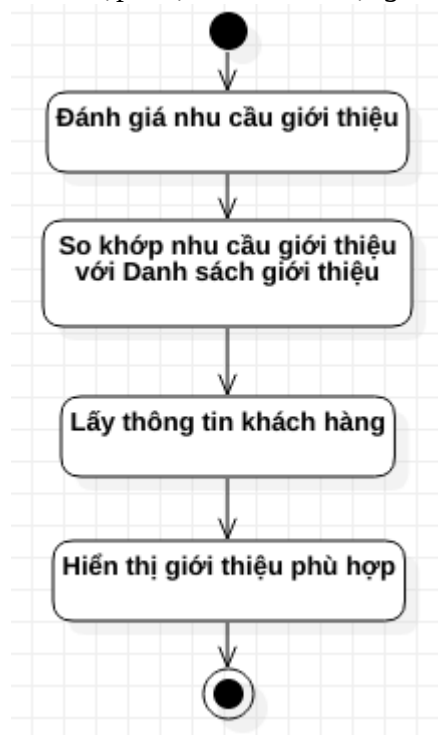 Đánh giá nhu cầu giới thiệu
So khớp nhu cầu giới thiệu
với Danh sách giới thiệu
Lấy thông tin khách hàng
Hiển thị giới thiệu phù hợp